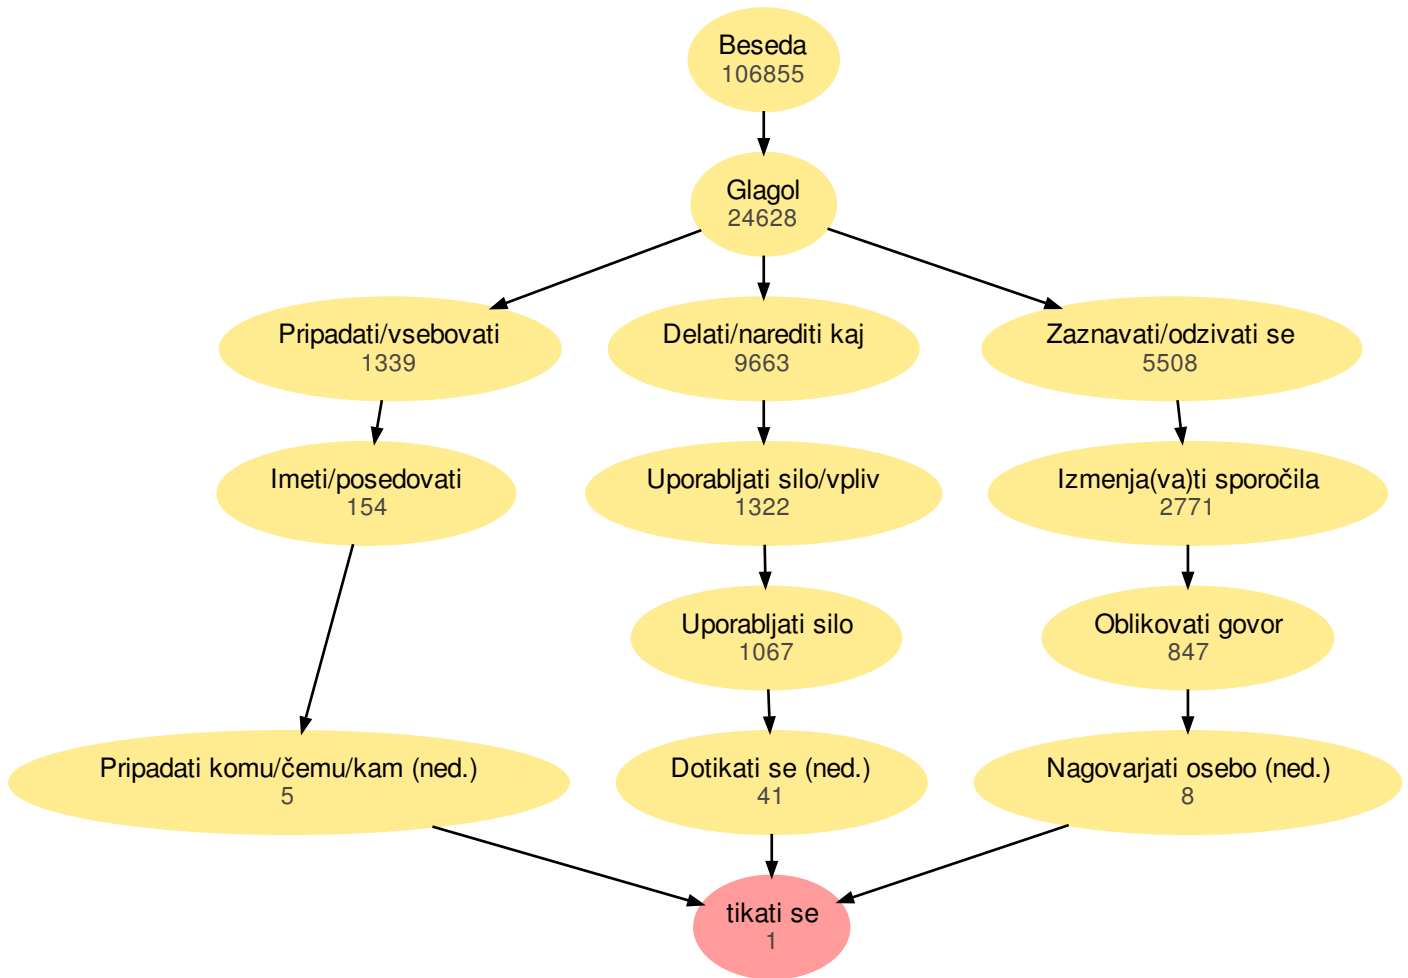 Beseda
106855
Glagol
24628
Pripadati/vsebovati
1339
Delati/narediti kaj
9663
Zaznavati/odzivati se
5508
Imeti/posedovati
154
Uporabljati silo/vpliv
1322
Izmenja(va)ti sporočila
2771
Uporabljati silo
1067
Oblikovati govor
847
Pripadati komu/čemu/kam (ned.)
5
Dotikati se (ned.)
41
Nagovarjati osebo (ned.)
8
tikati se
1